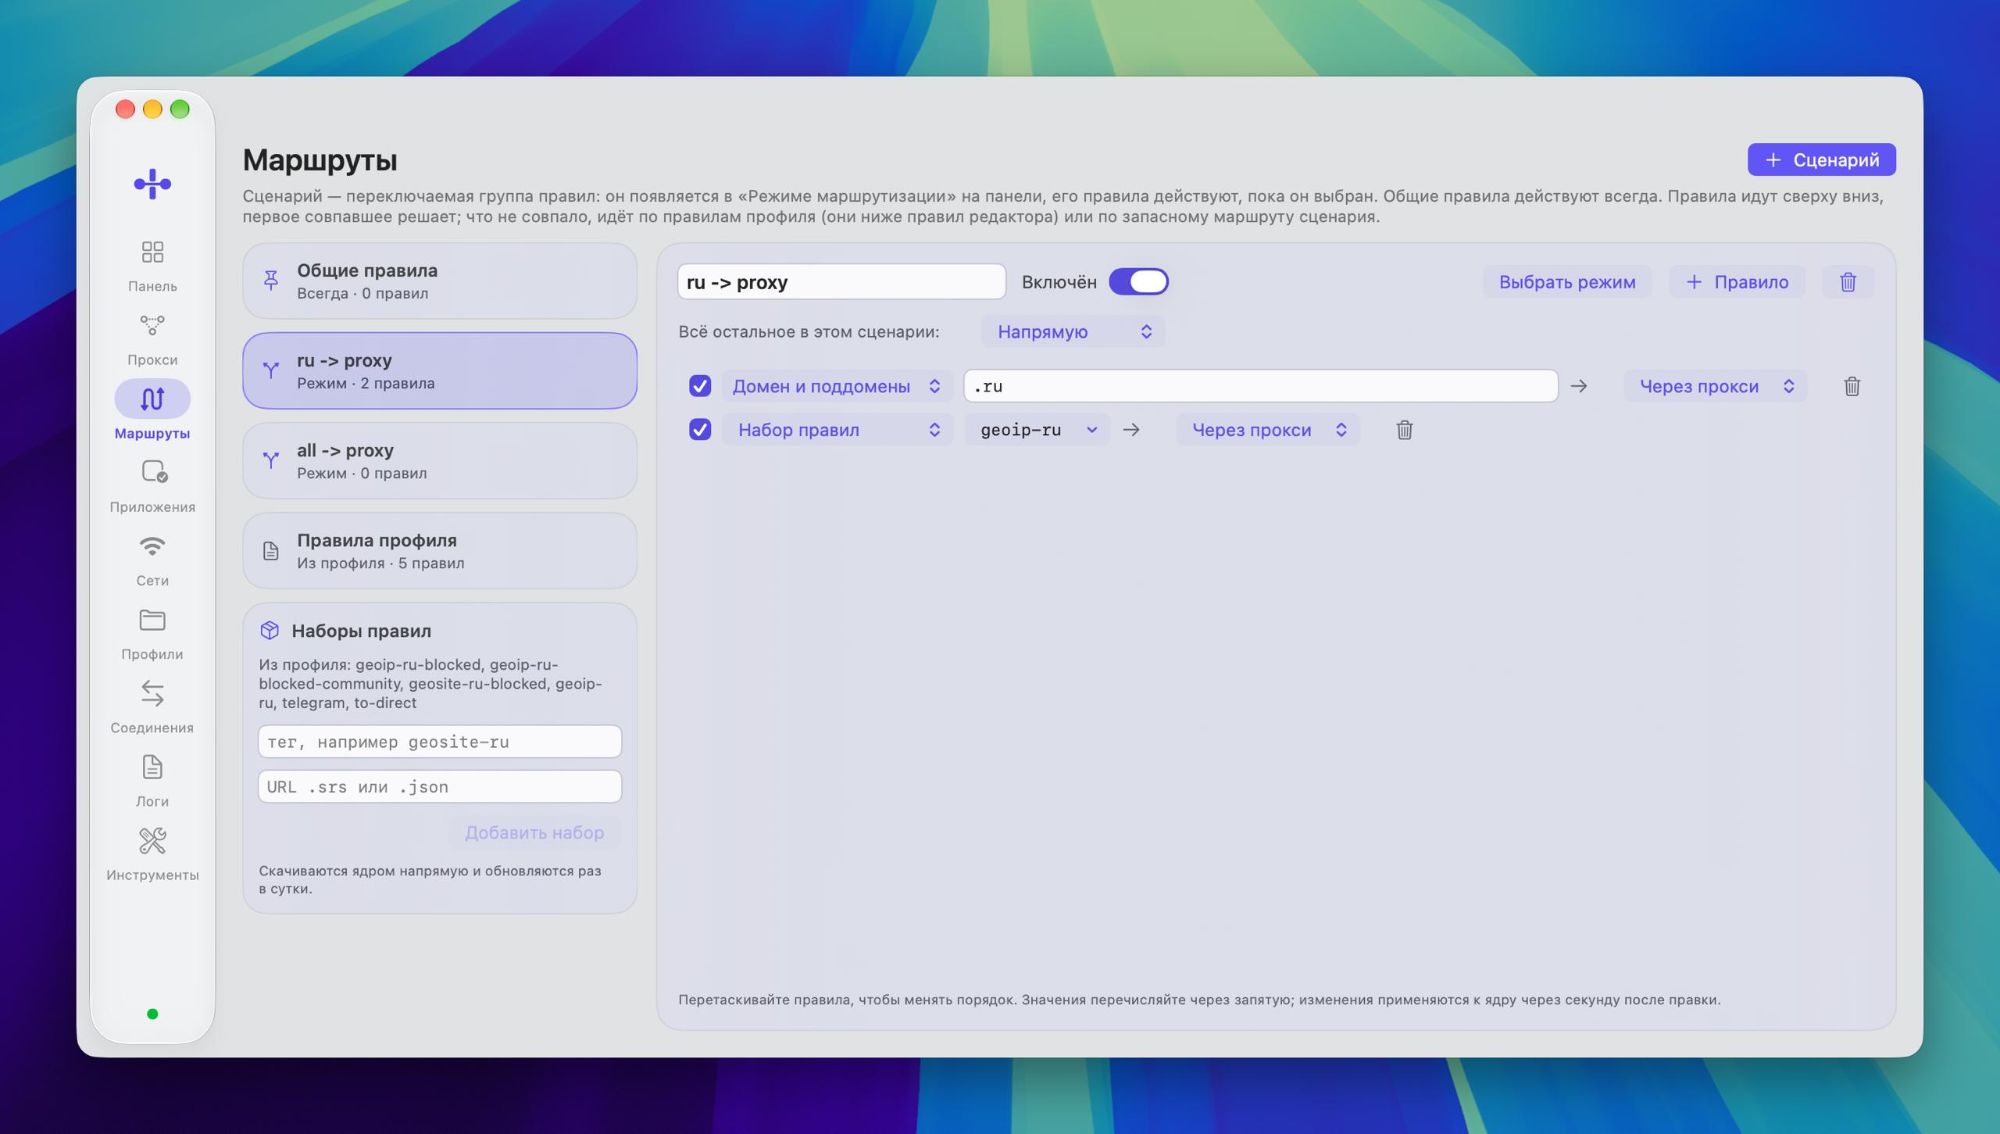 Маршруты
+ Сценарий
Сценарий — переключаемая группа правил: он появляется в «Режиме маршрутизации» на панели, его правила действуют, пока он выбран. Общие правила действуют всегда. Правила идут сверху вниз,
первое совпавшее решает; что не совпало, идёт по правилам профиля (они ниже правил редактора) или по запасному маршруту сценария.
Панель
Прокси
Маршруты
Приложения
Сети
Профили
Соединения
Логи
Инструменты
Общие правила
Всегда · 0 правил
ru -> proxy
Режим · 2 правила
all -> proxy
Режим · 0 правил
Правила профиля
Из профиля · 5 правил
Наборы правил
Из профиля: geoip-ru-blocked, geoip-ru-
blocked-community, geosite-ru-blocked, geoip-
ru, telegram, to-direct
тег, например geosite-ru
URL .srs или .json
Добавить набор
Скачиваются ядром напрямую и обновляются раз
в сутки.
ru -> proxy
Включён
Выбрать режим
+ Правило
Всё остальное в этом сценарии: Напрямую
Домен и поддомены .ru → Через прокси
Набор правил geoip-ru → Через прокси
Перетаскивайте правила, чтобы менять порядок. Значения перечисляйте через запятую; изменения применяются к ядру через секунду после правки.